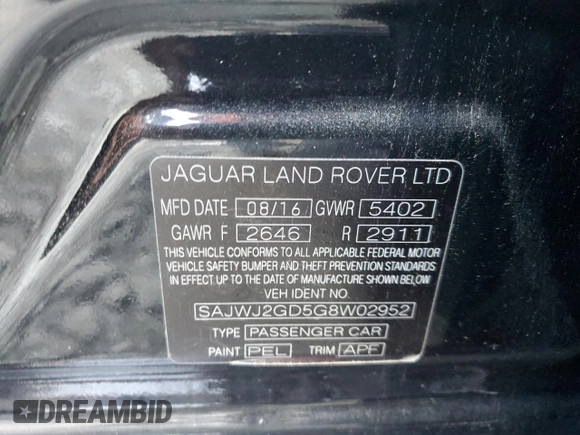 JAGUAR LAND ROVER LTD
MFD DATE 08/16 GVWR 5402
GAWR F 2646 R 2911
THIS VEHICLE CONFORMS TO ALL APPLICABLE FEDERAL MOTOR
VEHICLE SAFETY BUMPER AND THEFT PREVENTION STANDARDS
IN EFFECT UP TO THE DATE OF MANUFACTURE SHOWN BELOW
VEH IDENT NO.
SAJWJ2GD5G8W02952
TYPE PASSENGER CAR
PAINT PEL TRIM APF
DREAMBID